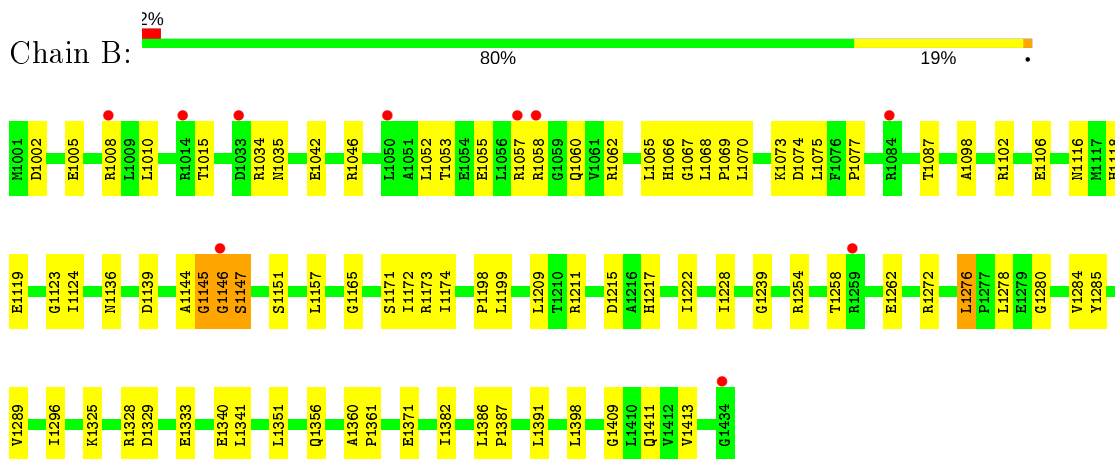 2%
Chain B:
80% 19% •
M1001 D1002 E1005 R1008 L1009 L1010 R1014 T1015 D1033 R1034 N1035 E1042 R1046 L1050 A1051 L1052 T1053 E1054 E1055 L1056 R1057 R1058 G1059 Q1060 V1061 R1062 L1065 H1066 G1067 L1068 P1069 L1070 K1073 D1074 L1075 F1076 P1077 R1084 T1087 A1098 R1102 E1106 N1116 M1117 H1118
E1119 G1123 I1124 N1136 D1139 A1144 G1145 G1146 S1147 S1151 L1157 G1165 S1171 I1172 R1173 I1174 P1198 L1199 L1209 T1210 R1211 D1215 A1216 H1217 I1222 I1228 G1239 R1254 T1258 R1259 E1262 R1272 L1276 P1277 L1278 E1279 G1280 V1284 Y1285
V1289 I1296 K1325 R1328 D1329 E1333 E1340 L1341 L1351 Q1356 A1360 P1361 E1371 I1382 L1386 P1387 L1391 L1398 G1409 L1410 Q1411 V1412 V1413 G1434